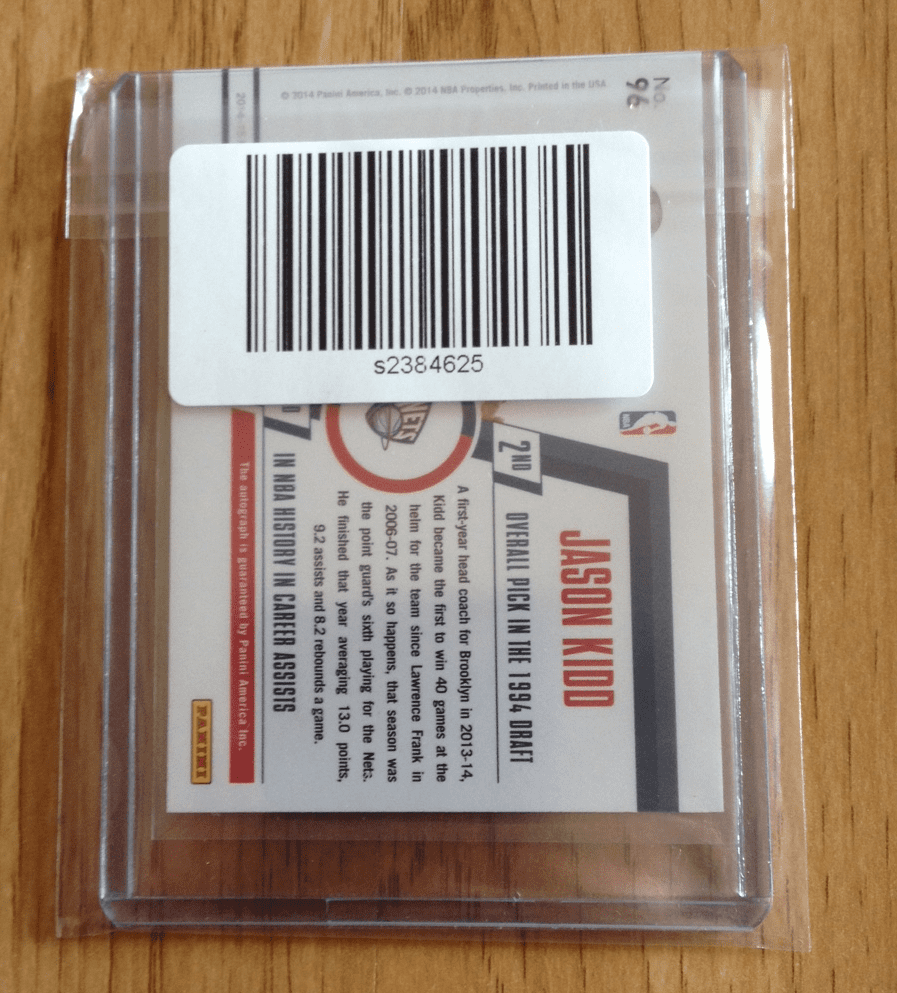 s2384625
No.
96
JASON KIDD
2ND
OVERALL PICK IN THE 1994 DRAFT
A first-year head coach for Brooklyn in 2013-14,
Kidd became the first to win 40 games at the
helm for the team since Lawrence Frank in
2006-07. As it so happens, that season was
the point guard's sixth playing for the Nets.
He finished that year averaging 13.0 points,
9.2 assists and 8.2 rebounds a game.
IN NBA HISTORY IN CAREER ASSISTS
The autograph is guaranteed by Panini America Inc.
NBA
NETS
PANINI
© 2014 Panini America, Inc. © 2014 NBA Properties, Inc. Printed in the USA